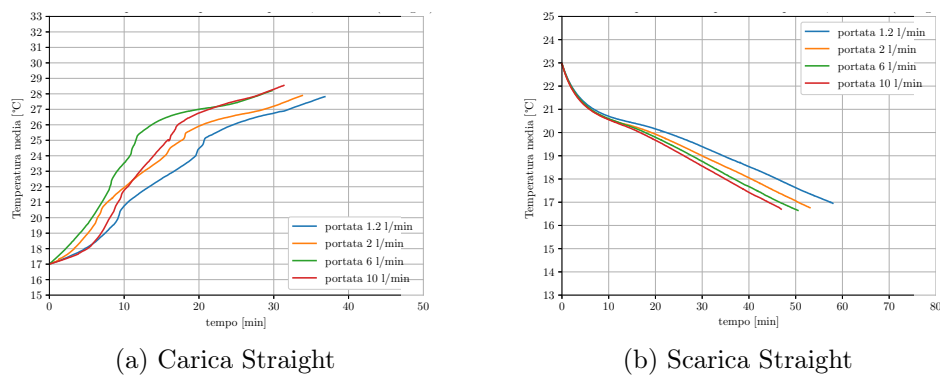 33
32
31
30
29
28
27
26
25
24
23
22
21
20
19
18
17
16
15
Temperatura media [°C]
0 10 20 30 40 50
tempo [min]
portata 1.2 l/min
portata 2 l/min
portata 6 l/min
portata 10 l/min
(a) Carica Straight
25
24
23
22
21
20
19
18
17
16
15
14
13
Temperatura media [°C]
0 10 20 30 40 50 60 70 80
tempo [min]
portata 1.2 l/min
portata 2 l/min
portata 6 l/min
portata 10 l/min
(b) Scarica Straight